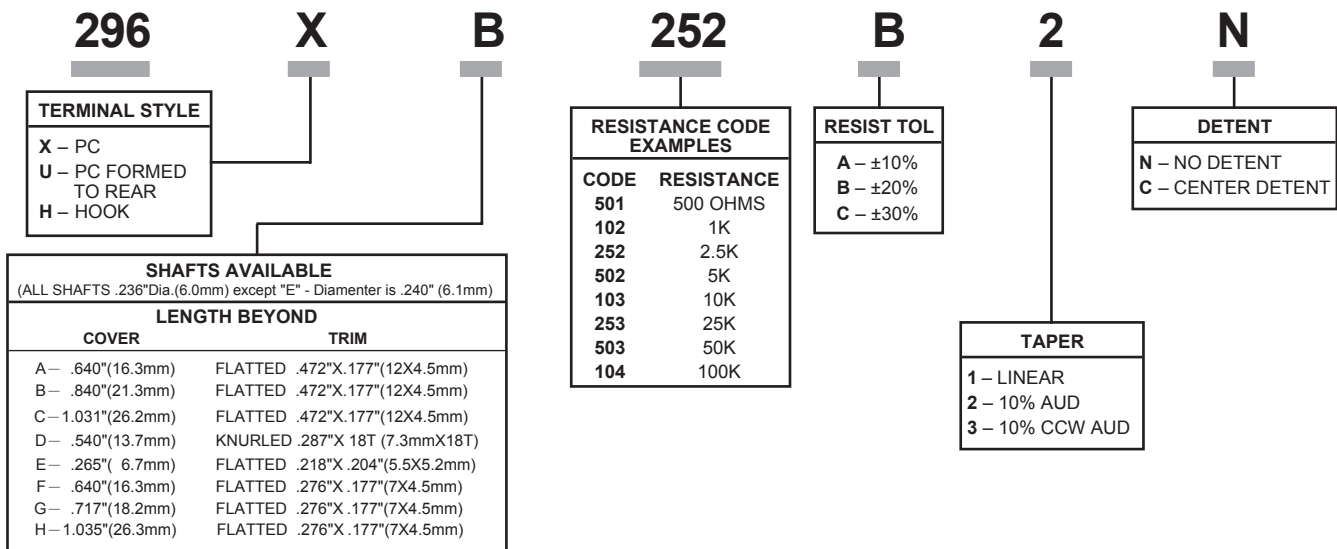 296 X B 252 B 2 N
TERMINAL STYLE
X – PC
U – PC FORMED
TO REAR
H – HOOK
SHAFTS AVAILABLE
(ALL SHAFTS .236"Dia.(6.0mm) except "E" - Diamenter is .240" (6.1mm)
LENGTH BEYOND
COVER TRIM
A— .640"(16.3mm) FLATTED .472"X.177"(12X4.5mm)
B— .840"(21.3mm) FLATTED .472"X.177"(12X4.5mm)
C—1.031"(26.2mm) FLATTED .472"X.177"(12X4.5mm)
D— .540"(13.7mm) KNURLED .287"X 18T (7.3mmX18T)
E— .265"( 6.7mm) FLATTED .218"X .204"(5.5X5.2mm)
F— .640"(16.3mm) FLATTED .276"X .177"(7X4.5mm)
G— .717"(18.2mm) FLATTED .276"X .177"(7X4.5mm)
H—1.035"(26.3mm) FLATTED .276"X .177"(7X4.5mm)
RESISTANCE CODE
EXAMPLES
CODE RESISTANCE
501 500 OHMS
102 1K
252 2.5K
502 5K
103 10K
253 25K
503 50K
104 100K
RESIST TOL
A – ±10%
B – ±20%
C – ±30%
TAPER
1 – LINEAR
2 – 10% AUD
3 – 10% CCW AUD
DETENT
N – NO DETENT
C – CENTER DETENT